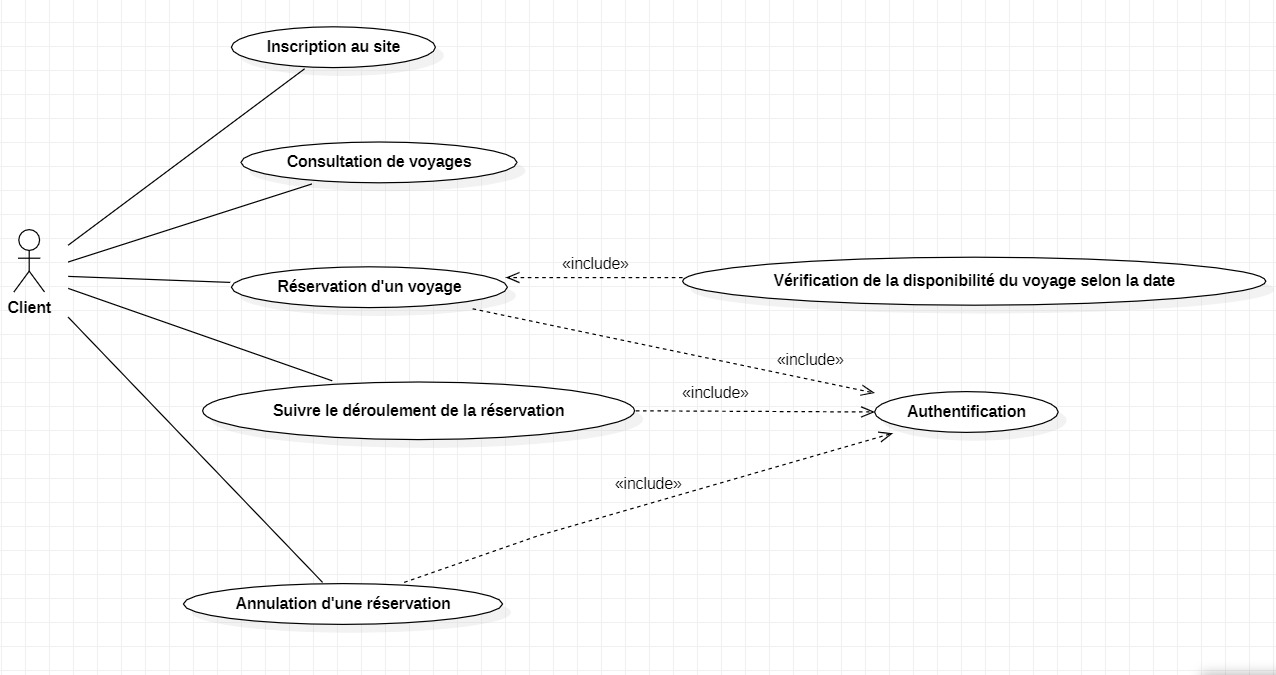 Inscription au site
Consultation de voyages
Client
Réservation d'un voyage
«include»
Vérification de la disponibilité du voyage selon la date
«include»
Suivre le déroulement de la réservation
«include»
Authentification
«include»
Annulation d'une réservation